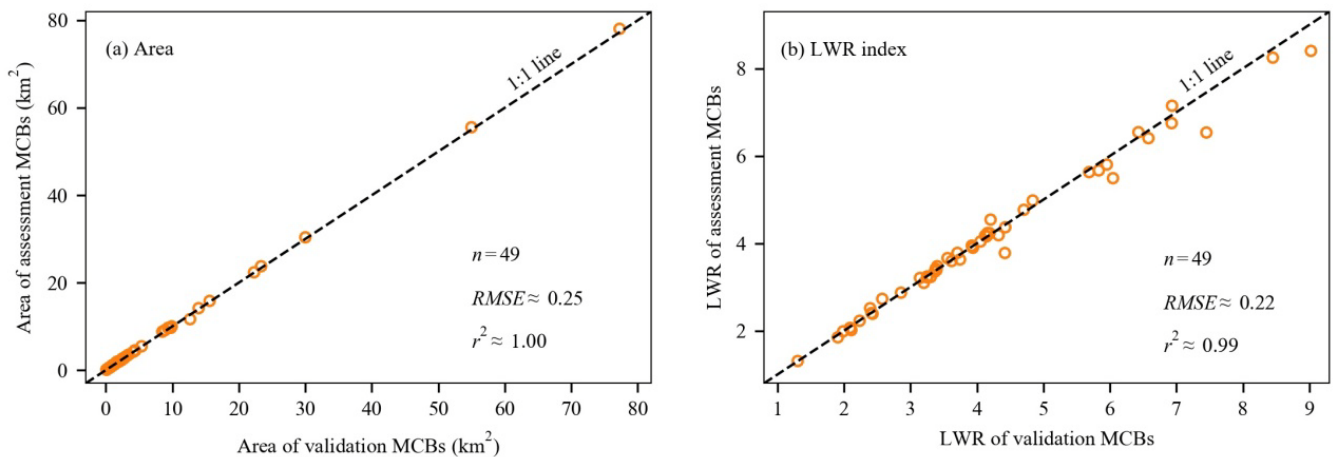 (a) Area
1:1 line
n = 49
RMSE ≈ 0.25
r² ≈ 1.00
80
60
40
20
0
0 10 20 30 40 50 60 70 80
Area of assessment MCBs (km²)
Area of validation MCBs (km²)
(b) LWR index
1:1 line
n = 49
RMSE ≈ 0.22
r² ≈ 0.99
8
6
4
2
1 2 3 4 5 6 7 8 9
LWR of assessment MCBs
LWR of validation MCBs